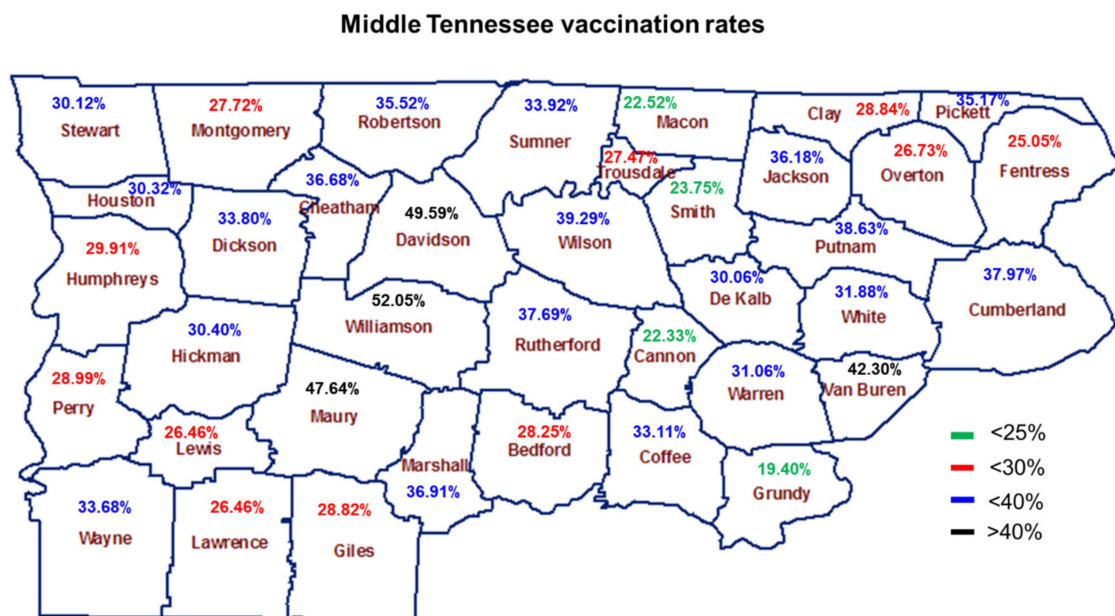 Middle Tennessee vaccination rates
30.12%
Stewart
27.72%
Montgomery
35.52%
Robertson
33.92%
Sumner
22.52%
Macon
Clay 28.84%
35.17%
Pickett
27.47%
Trousdale
36.18%
Jackson
26.73%
Overton
25.05%
Fentress
30.32%
Houston
33.80%
Dickson
36.68%
Cheatham
49.59%
Davidson
39.29%
Wilson
23.75%
Smith
38.63%
Putnam
29.91%
Humphreys
52.05%
Williamson
37.69%
Rutherford
30.06%
De Kalb
31.88%
White
37.97%
Cumberland
30.40%
Hickman
22.33%
Cannon
28.99%
Perry
47.64%
Maury
31.06%
Warren
42.30%
Van Buren
26.46%
Lewis
Marshall
36.91%
28.25%
Bedford
33.11%
Coffee
19.40%
Grundy
33.68%
Wayne
26.46%
Lawrence
28.82%
Giles
<25%
<30%
<40%
>40%